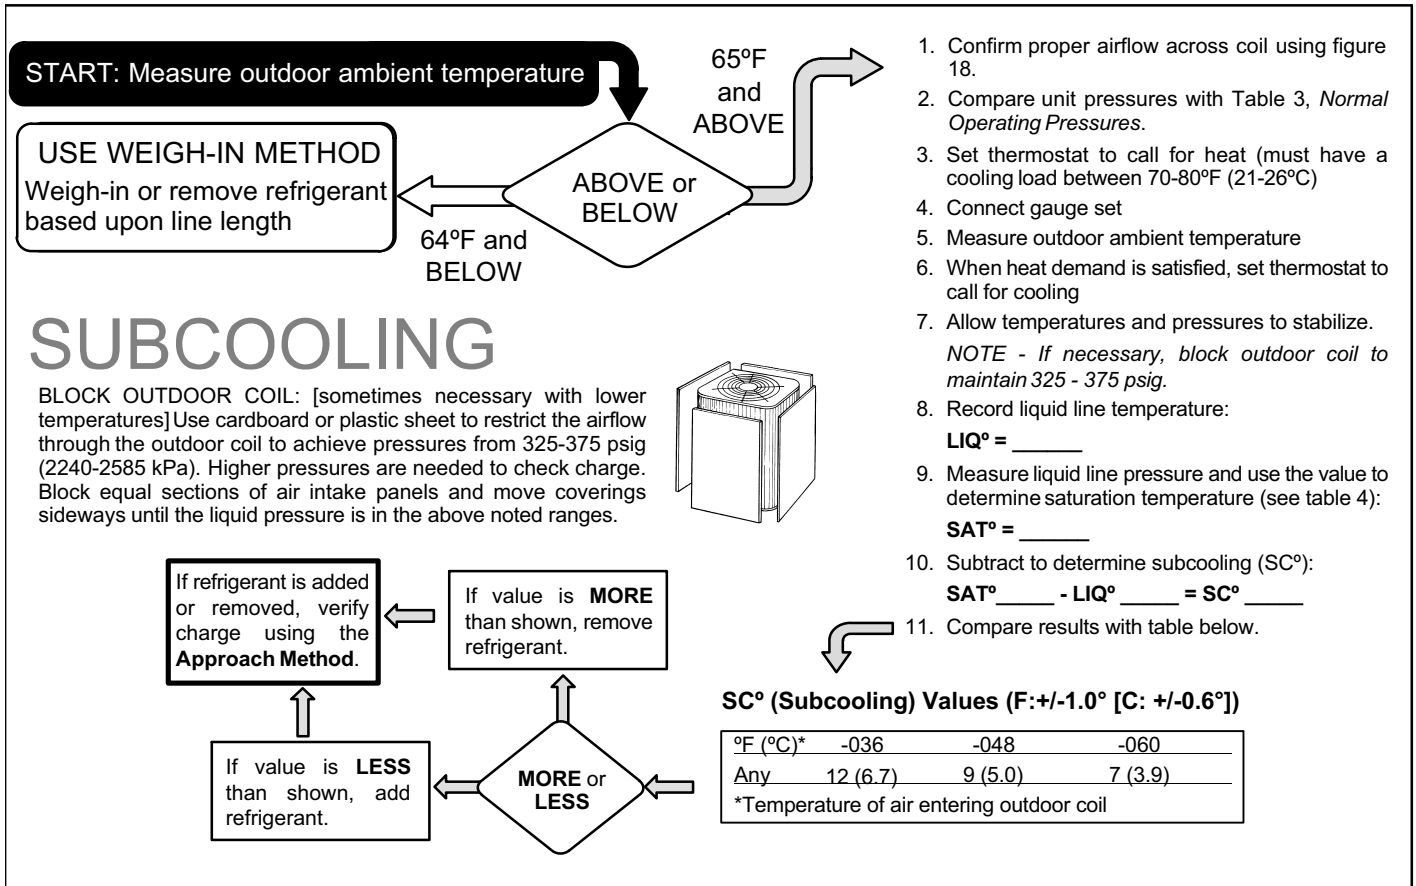 START: Measure outdoor ambient temperature
65ºF
and
ABOVE
ABOVE or
BELOW
64ºF and
BELOW
USE WEIGH-IN METHOD
Weigh-in or remove refrigerant
based upon line length
1. Confirm proper airflow across coil using figure
18.
2. Compare unit pressures with Table 3, Normal
Operating Pressures.
3. Set thermostat to call for heat (must have a
cooling load between 70-80ºF (21-26ºC)
4. Connect gauge set
5. Measure outdoor ambient temperature
6. When heat demand is satisfied, set thermostat to
call for cooling
7. Allow temperatures and pressures to stabilize.
NOTE - If necessary, block outdoor coil to
maintain 325 - 375 psig.
8. Record liquid line temperature:
LIQº = ______
9. Measure liquid line pressure and use the value to
determine saturation temperature (see table 4):
SATº = ______
10. Subtract to determine subcooling (SCº):
SATº_____ - LIQº _____ = SCº _____
11. Compare results with table below.
SUBCOOLING
BLOCK OUTDOOR COIL: [sometimes necessary with lower
temperatures] Use cardboard or plastic sheet to restrict the airflow
through the outdoor coil to achieve pressures from 325-375 psig
(2240-2585 kPa). Higher pressures are needed to check charge.
Block equal sections of air intake panels and move coverings
sideways until the liquid pressure is in the above noted ranges.
SCº (Subcooling) Values (F:+/-1.0° [C: +/-0.6°])
ºF (ºC)* -036 -048 -060
Any 12 (6.7) 9 (5.0) 7 (3.9)
*Temperature of air entering outdoor coil
MORE or
LESS
If value is MORE
than shown, remove
refrigerant.
If value is LESS
than shown, add
refrigerant.
If refrigerant is added
or removed, verify
charge using the
Approach Method.